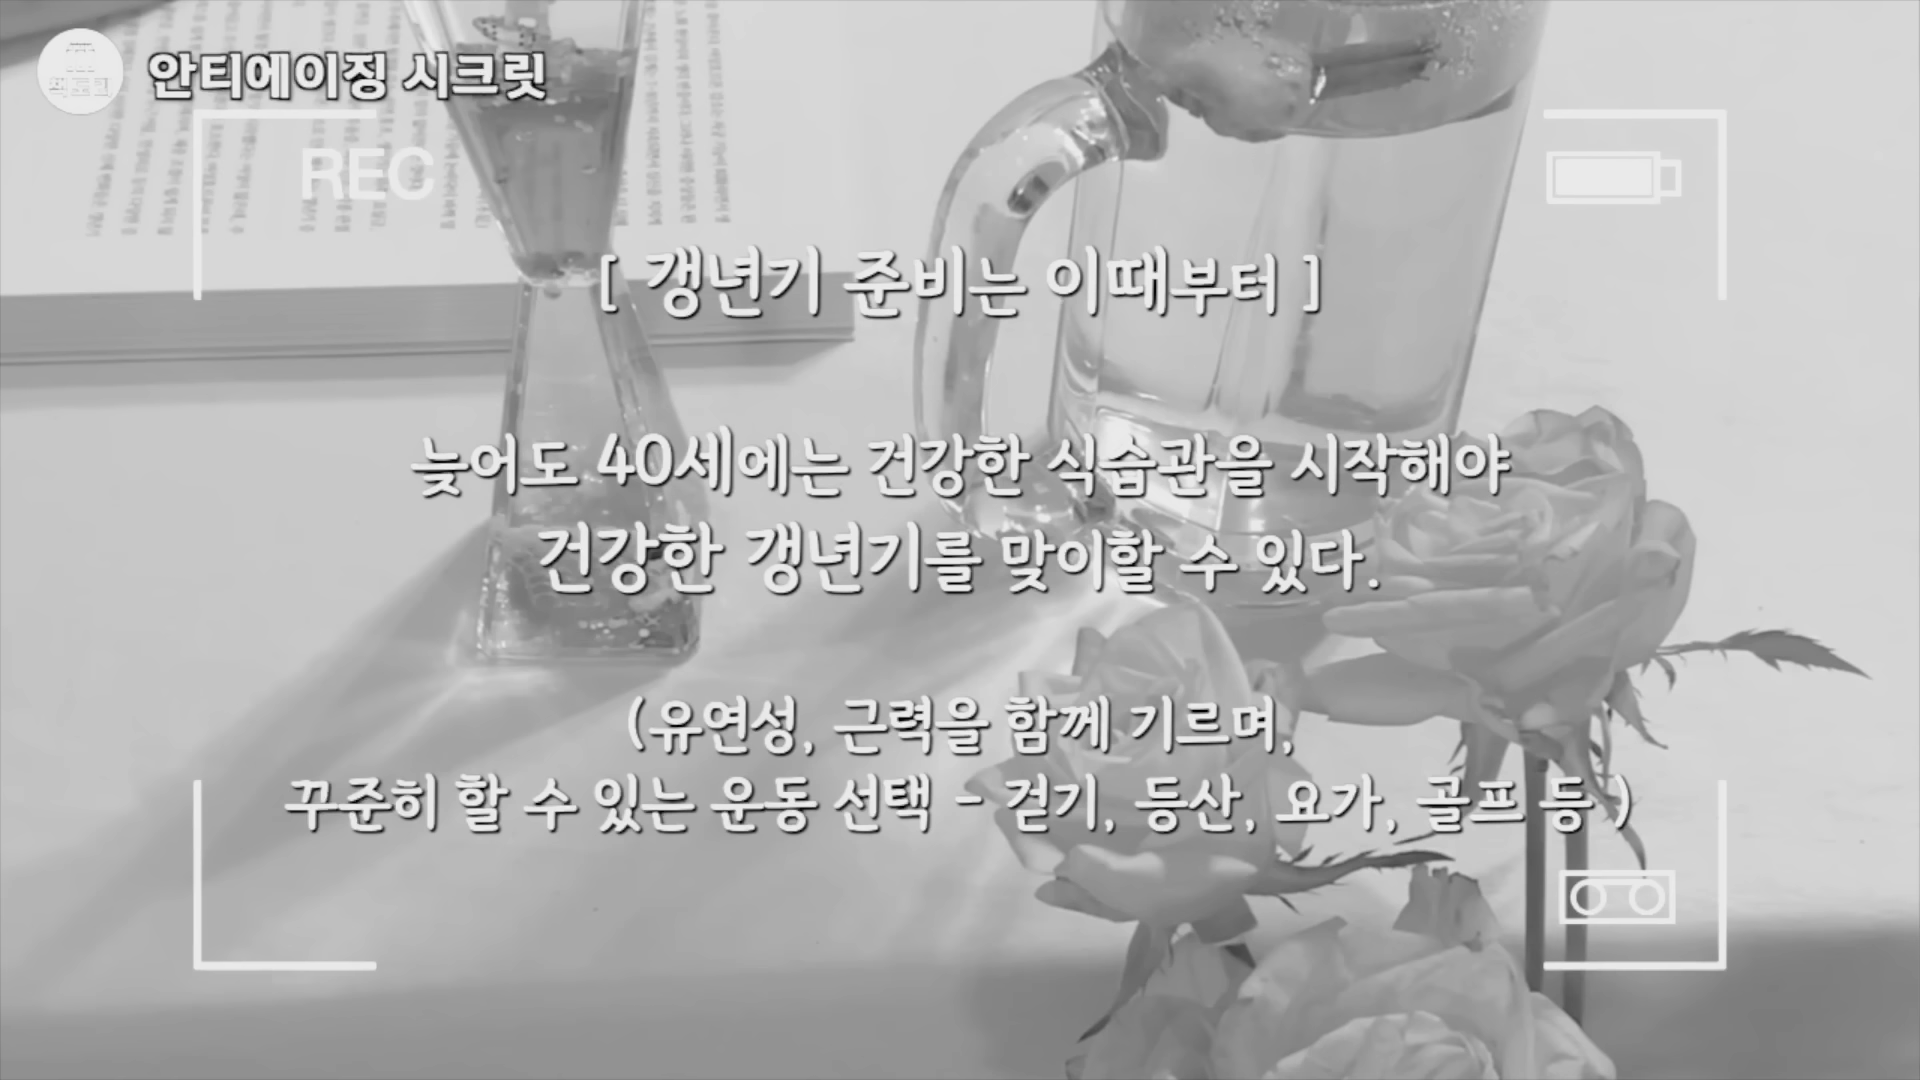 안티에이징 시크릿
REC
[ 갱년기 준비는 이때부터 ]
늦어도 40세에는 건강한 식습관을 시작해야
건강한 갱년기를 맞이할 수 있다.
(유연성, 근력을 함께 기르며,
꾸준히 할 수 있는 운동 선택 - 걷기, 등산, 요가, 골프 등 )